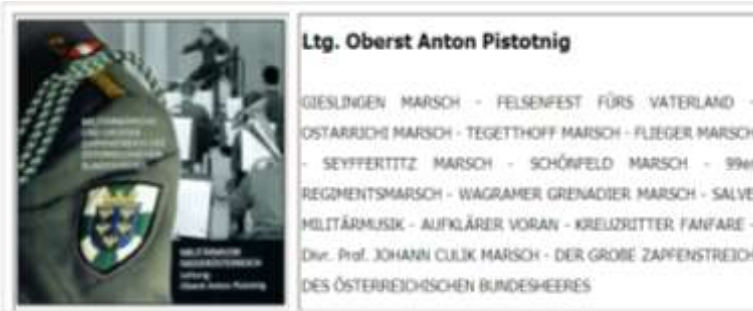 MILITÄRMUSIK
NIEDERÖSTERREICH
Leitung:
Oberst Anton Pistotnig
Ltg. Oberst Anton Pistotnig
GIESLINGEN MARSCH - FELSENFEST FÜRS VATERLAND -
OSTARRICHI MARSCH - TEGETTHOFF MARSCH - FLIEGER MARSCH
- SEYFFERTITZ MARSCH - SCHÖNFELD MARSCH - 99er
REGIMENTSMARSCH - WAGRAMER GRENADIER MARSCH - SALVE
MILITÄRMUSIK - AUFKLÄRER VORAN - KREUZRITTER FANFARE -
Divr. Prof. JOHANN CULIK MARSCH - DER GROßE ZAPFENSTREICH
DES ÖSTERREICHISCHEN BUNDESHEERES